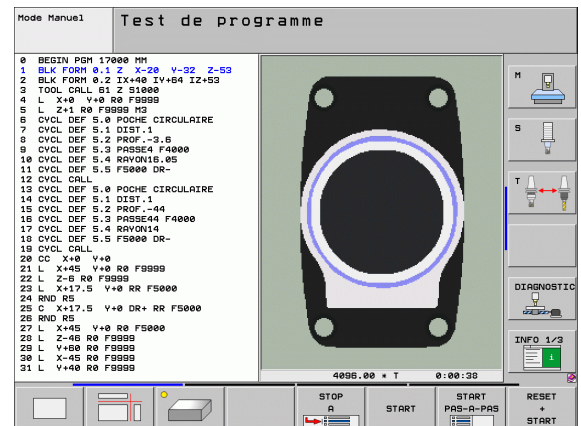 Mode Manuel
Test de programme
0 BEGIN PGM 17000 MM
1 BLK FORM 0.1 Z X-20 Y-32 Z-53
2 BLK FORM 0.2 IX+40 IY+64 IZ+53
3 TOOL CALL 61 Z S1000
4 L X+0 Y+0 R0 F9999
5 L Z+1 R0 F9999 M3
6 CYCL DEF 5.0 POCHE CIRCULAIRE
7 CYCL DEF 5.1 DIST.1
8 CYCL DEF 5.2 PROF.-3.6
9 CYCL DEF 5.3 PASSE4 F4000
10 CYCL DEF 5.4 RAYON16.05
11 CYCL DEF 5.5 F5000 DR-
12 CYCL CALL
13 CYCL DEF 5.0 POCHE CIRCULAIRE
14 CYCL DEF 5.1 DIST.1
15 CYCL DEF 5.2 PROF.-44
16 CYCL DEF 5.3 PASSE44 F4000
17 CYCL DEF 5.4 RAYON14
18 CYCL DEF 5.5 F5000 DR-
19 CYCL CALL
20 CC X+0 Y+0
21 L X+45 Y+0 R0 F9999
22 L Z-6 R0 F9999
23 L X+17.5 Y+0 RR F5000
24 RND R5
25 C X+17.5 Y+0 DR+ RR F5000
26 RND R5
27 L X+45 Y+0 R0 F5000
28 L Z-46 R0 F9999
29 L Y+60 R0 F9999
30 L X-45 R0 F9999
31 L Y+40 R0 F9999
4096.00 * T 0:00:38
M
S
T
DIAGNOSTIC
INFO 1/3
i
STOP
A
START
START
PAS-A-PAS
RESET
+
START